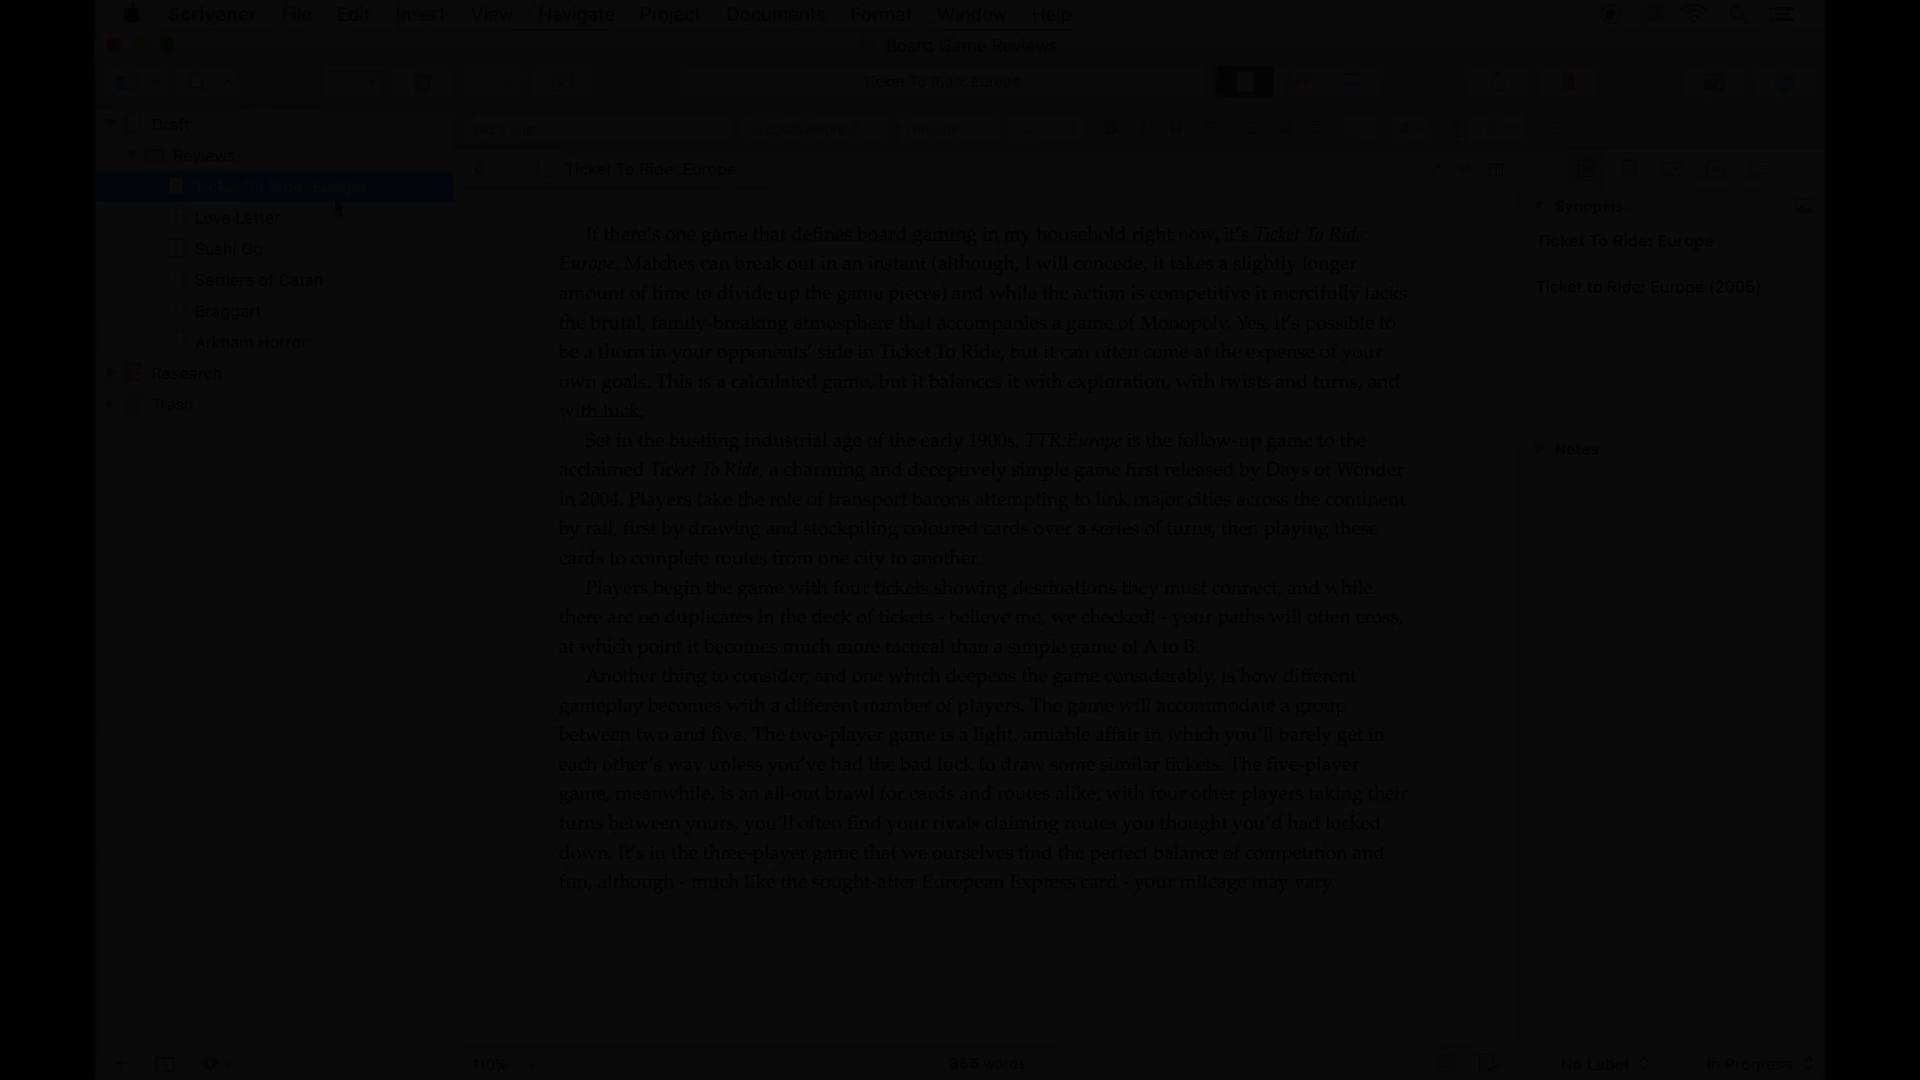 Scrivener File Edit Insert View Navigate Project Documents Format Window Help
Board Game Reviews
Ticket To Ride: Europe
Draft
Reviews
Ticket To Ride: Europe
Love Letter
Sushi Go
Settlers of Catan
Braggart
Arkham Horror
Research
Trash
Ticket To Ride: Europe
If there's one game that defines board gaming in my household right now, it's Ticket To Ride:
Europe. Matches can break out in an instant (although, I will concede, it takes a slightly longer
amount of time to divide up the game pieces) and while the action is competitive it mercifully lacks
the brutal, family-breaking atmosphere that accompanies a game of Monopoly. Yes, it's possible to
be a thorn in your opponents' side in Ticket To Ride, but it can often come at the expense of your
own goals. This is a calculated game, but it balances it with exploration, with twists and turns, and
with luck.
Set in the bustling industrial age of the early 1900s, TTR:Europe is the follow-up game to the
acclaimed Ticket To Ride, a charming and deceptively simple game first released by Days of Wonder
in 2004. Players take the role of transport barons attempting to link major cities across the continent
by rail, first by drawing and stockpiling coloured cards over a series of turns, then playing these
cards to complete routes from one city to another.
Players begin the game with four tickets showing destinations they must connect, and while
there are no duplicates in the deck of tickets - believe me, we checked! - your paths will often cross,
at which point it becomes much more tactical than a simple game of A to B.
Another thing to consider, and one which deepens the game considerably, is how different
gameplay becomes with a different number of players. The game will accommodate a group
between two and five. The two-player game is a light, amiable affair in which you'll barely get in
each other's way unless you've had the bad luck to draw some similar tickets. The five-player
game, meanwhile, is an all-out brawl for cards and routes alike; with four other players taking their
turns between yours, you'll often find your rivals claiming routes you thought you'd had locked
down. It's in the three-player game that we ourselves find the perfect balance of competition and
fun, although - much like the sought-after European Express card - your mileage may vary.
Synopsis
Ticket To Ride: Europe
Ticket to Ride: Europe (2005)
Notes
110%
365 words
No Label
In Progress